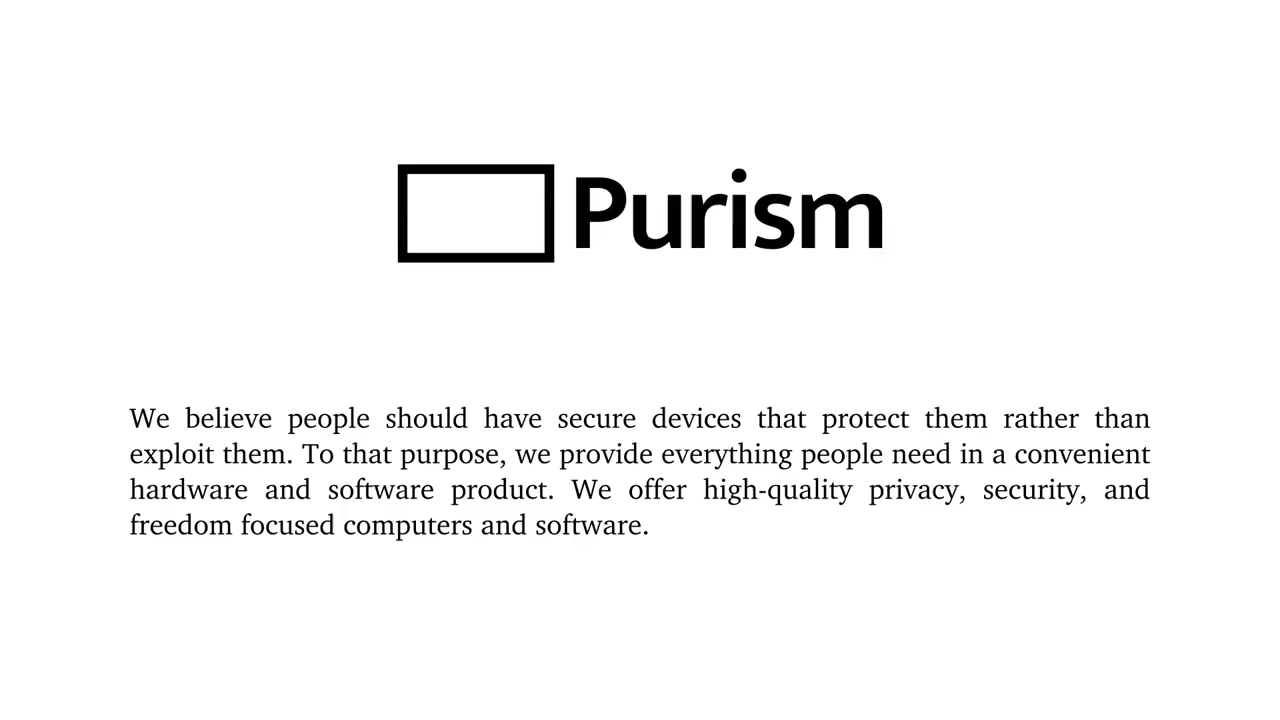 Purism
We believe people should have secure devices that protect them rather than
exploit them. To that purpose, we provide everything people need in a convenient
hardware and software product. We offer high-quality privacy, security, and
freedom focused computers and software.